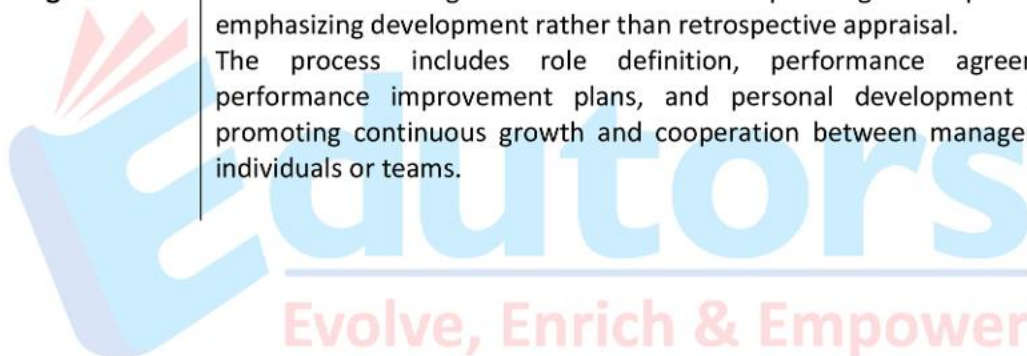 emphasizing development rather than retrospective appraisal.
The process includes role definition, performance
performance improvement plans, and personal development
promoting continuous growth and cooperation between
individuals or teams.
Edutors
Evolve, Enrich & Empower